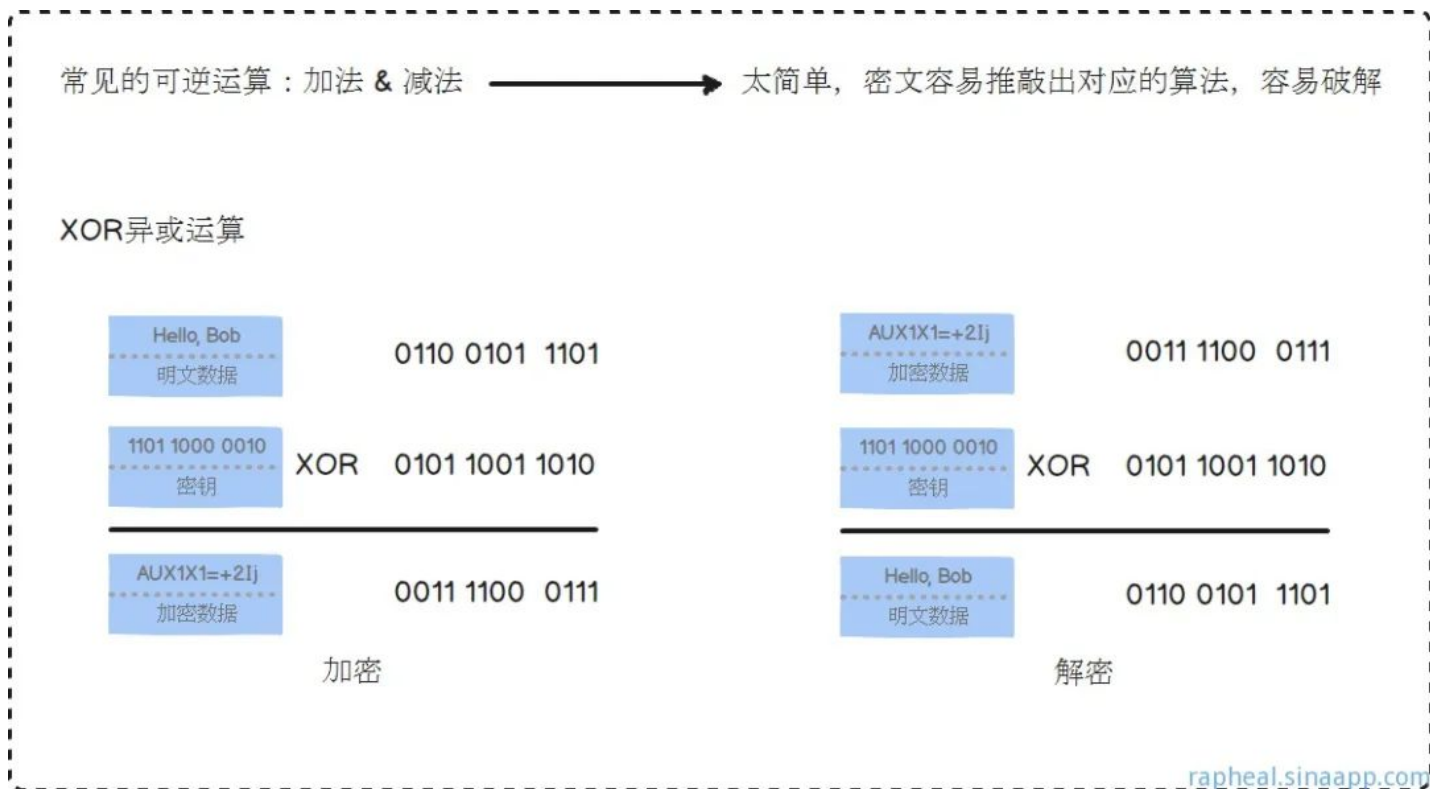 常见的可逆运算：加法 & 减法 太简单，密文容易推敲出对应的算法，容易破解
XOR异或运算
Hello, Bob
明文数据
0110 0101 1101
1101 1000 0010
密钥
XOR 0101 1001 1010
AUX1X1=+2Ij
加密数据
0011 1100 0111
加密
AUX1X1=+2Ij
加密数据
0011 1100 0111
1101 1000 0010
密钥
XOR 0101 1001 1010
Hello, Bob
明文数据
0110 0101 1101
解密
rapheal.sinaapp.com